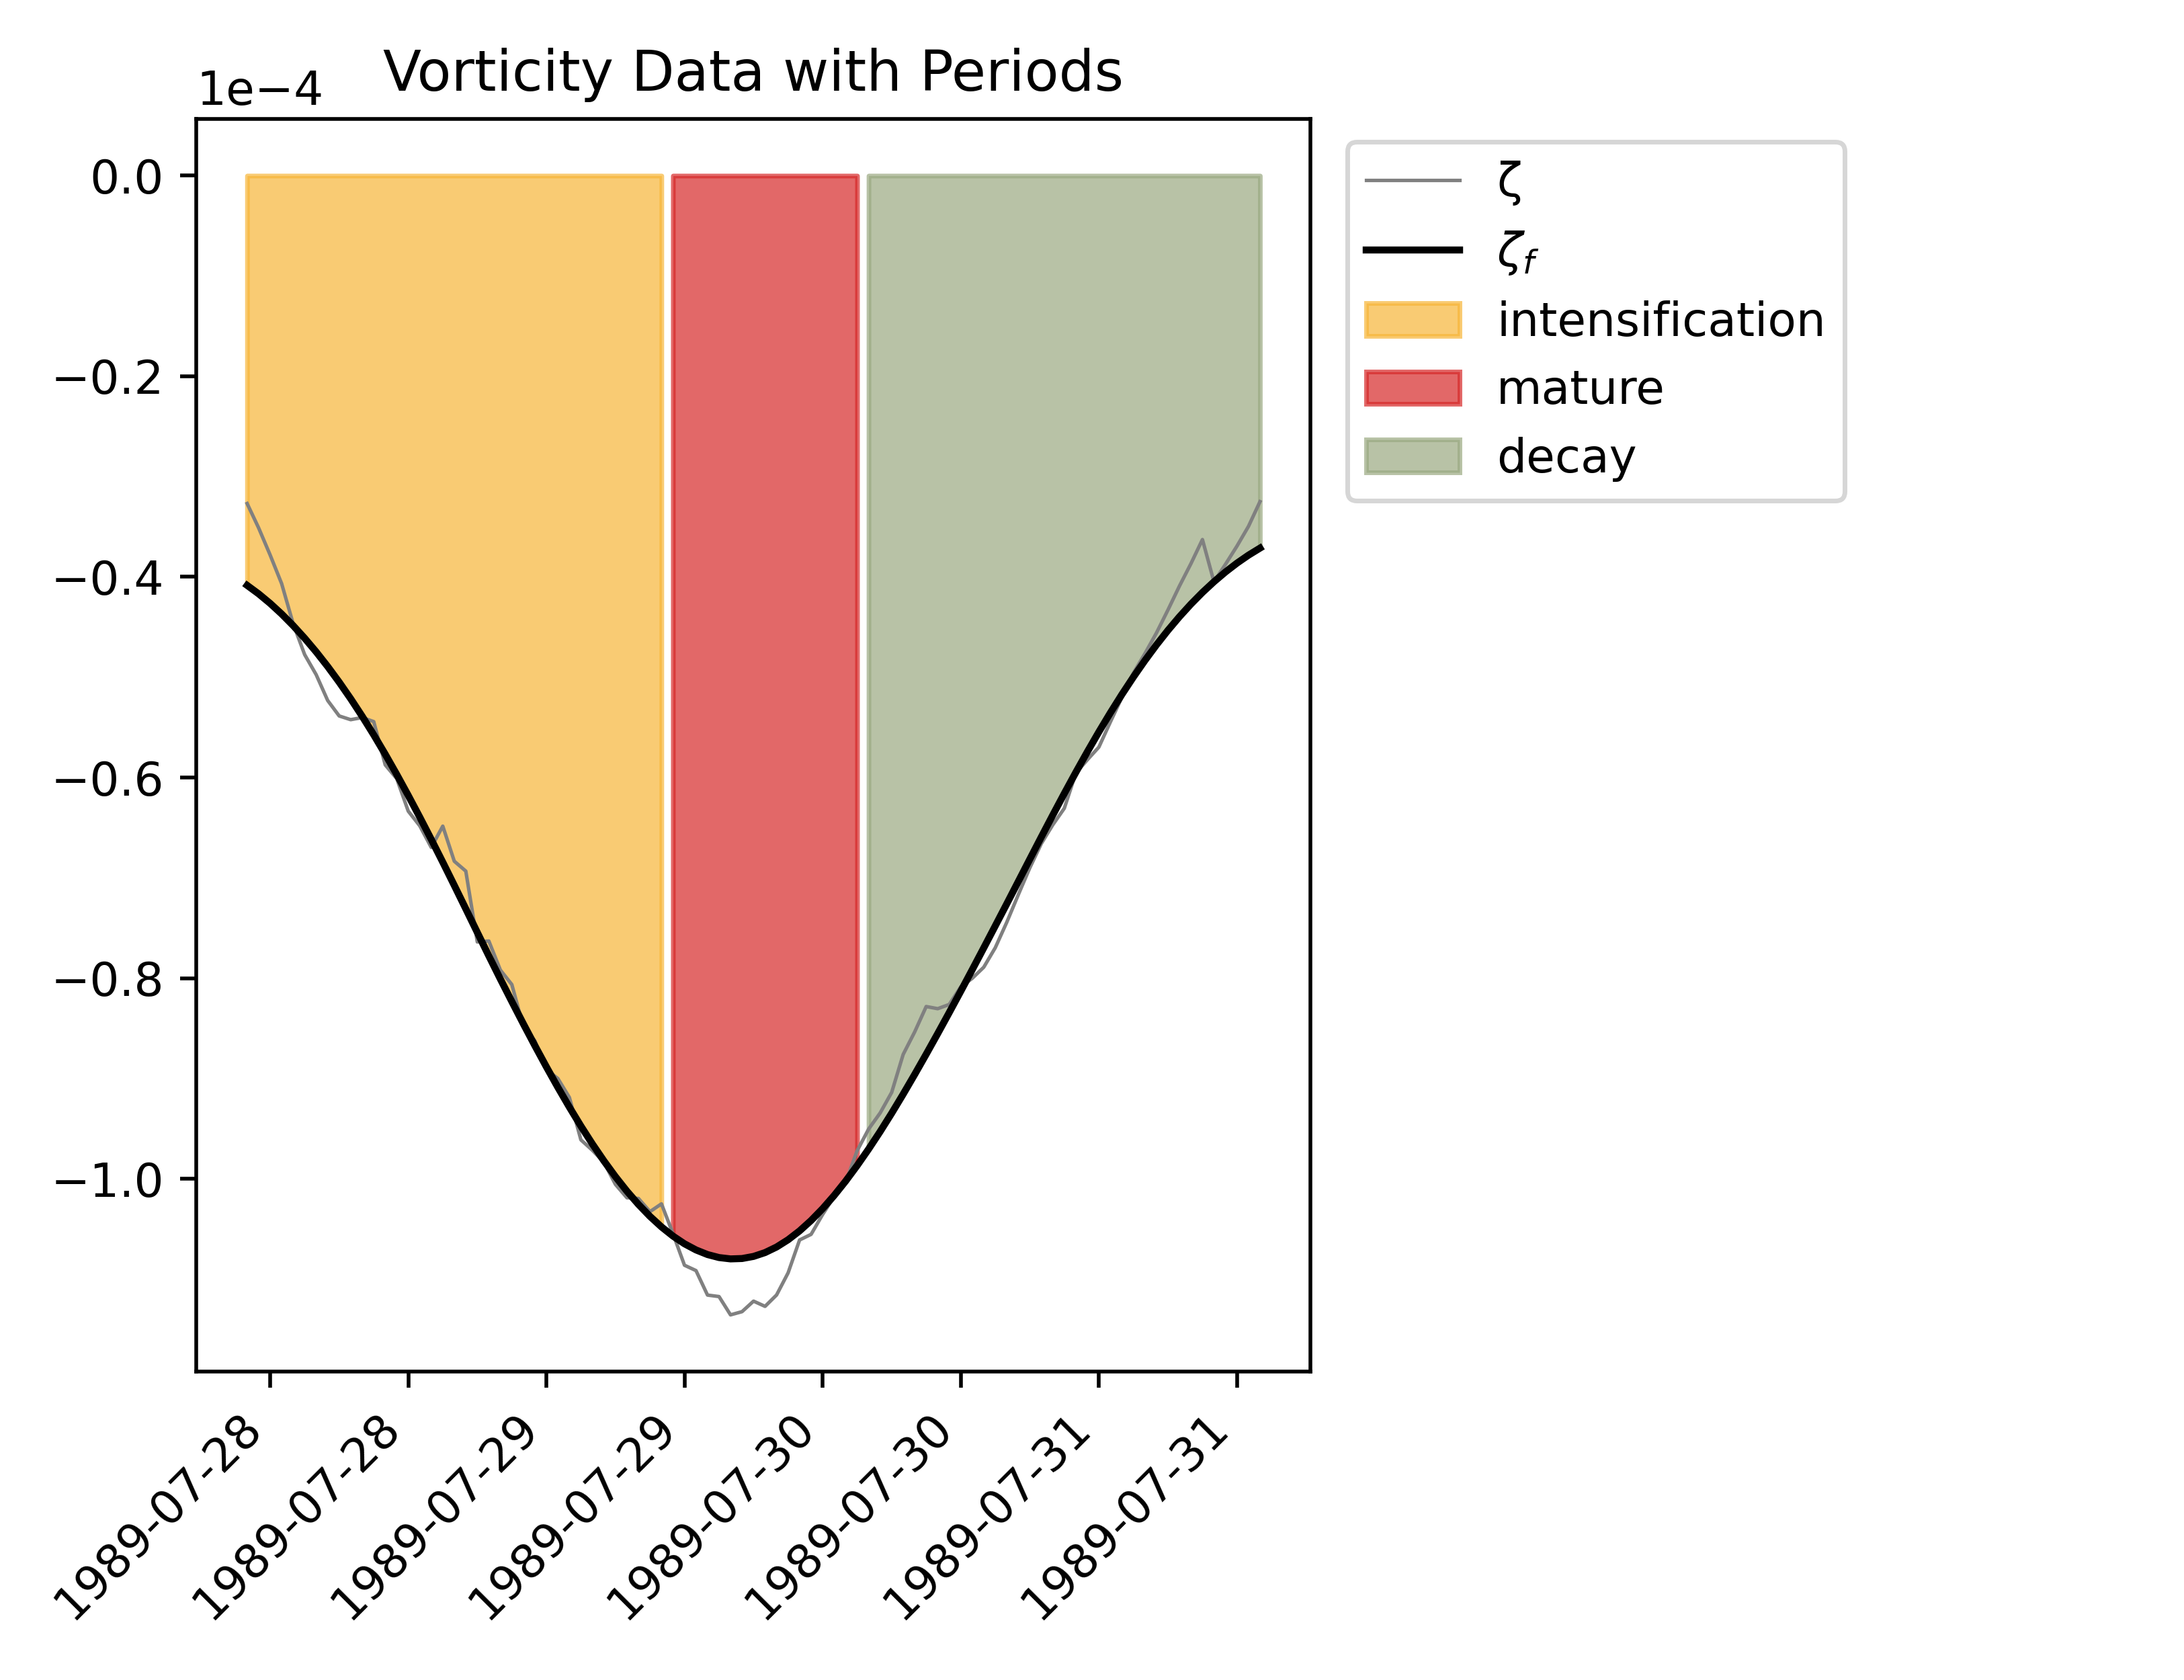 Vorticity Data with Periods
1e−4
0.0
−0.2
−0.4
−0.6
−0.8
−1.0
1989-07-28
1989-07-28
1989-07-29
1989-07-29
1989-07-30
1989-07-30
1989-07-31
1989-07-31
ζ
ζf
intensification
mature
decay